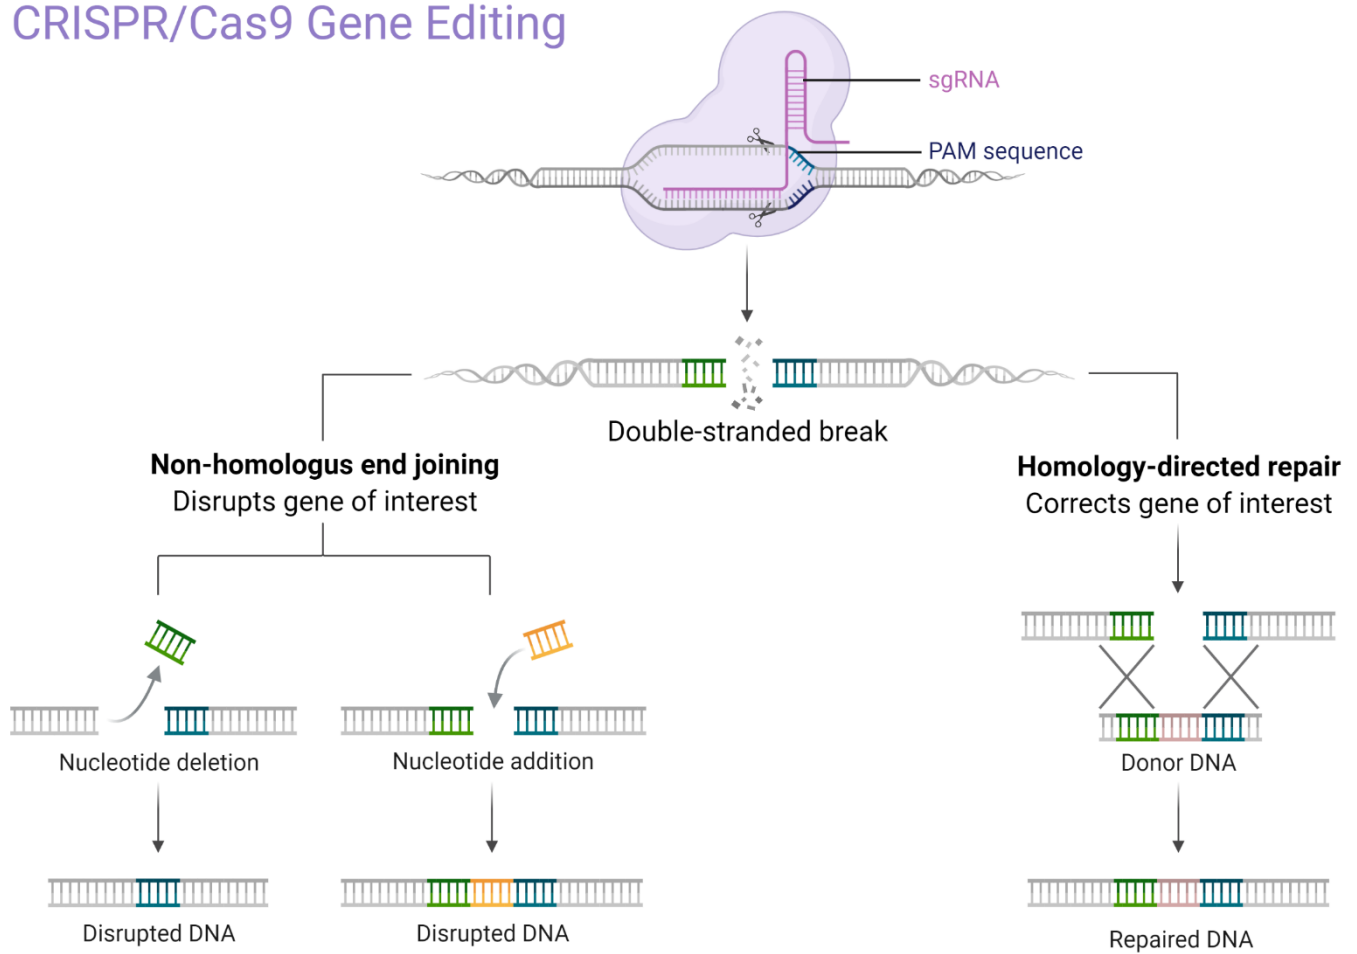 CRISPR/Cas9 Gene Editing
sgRNA
PAM sequence
Double-stranded break
Non-homologus end joining
Disrupts gene of interest
Homology-directed repair
Corrects gene of interest
Nucleotide deletion
Nucleotide addition
Donor DNA
Disrupted DNA
Disrupted DNA
Repaired DNA